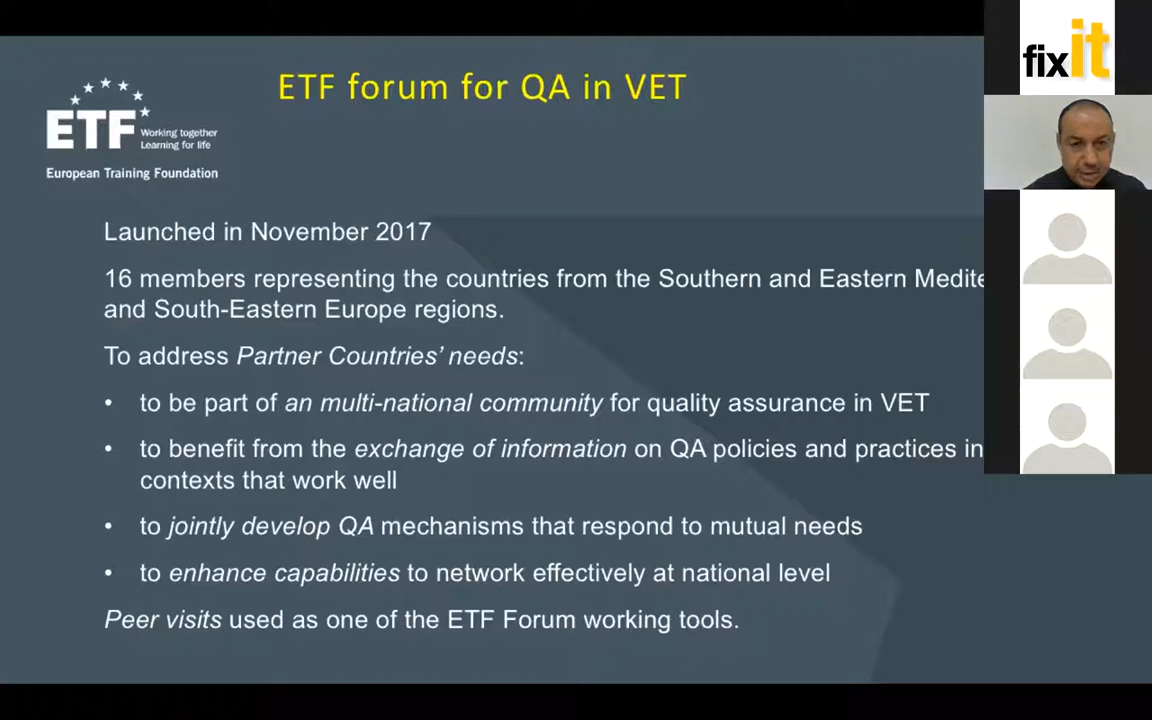 ETF forum for QA in VET
ETF Working together
Learning for life
European Training Foundation
fixit
Launched in November 2017
16 members representing the countries from the Southern and Eastern
and South-Eastern Europe regions.
To address Partner Countries’ needs:
• to be part of an multi-national community for quality assurance in VET
• to benefit from the exchange of information on QA policies and practices in
contexts that work well
• to jointly develop QA mechanisms that respond to mutual needs
• to enhance capabilities to network effectively at national level
Peer visits used as one of the ETF Forum working tools.